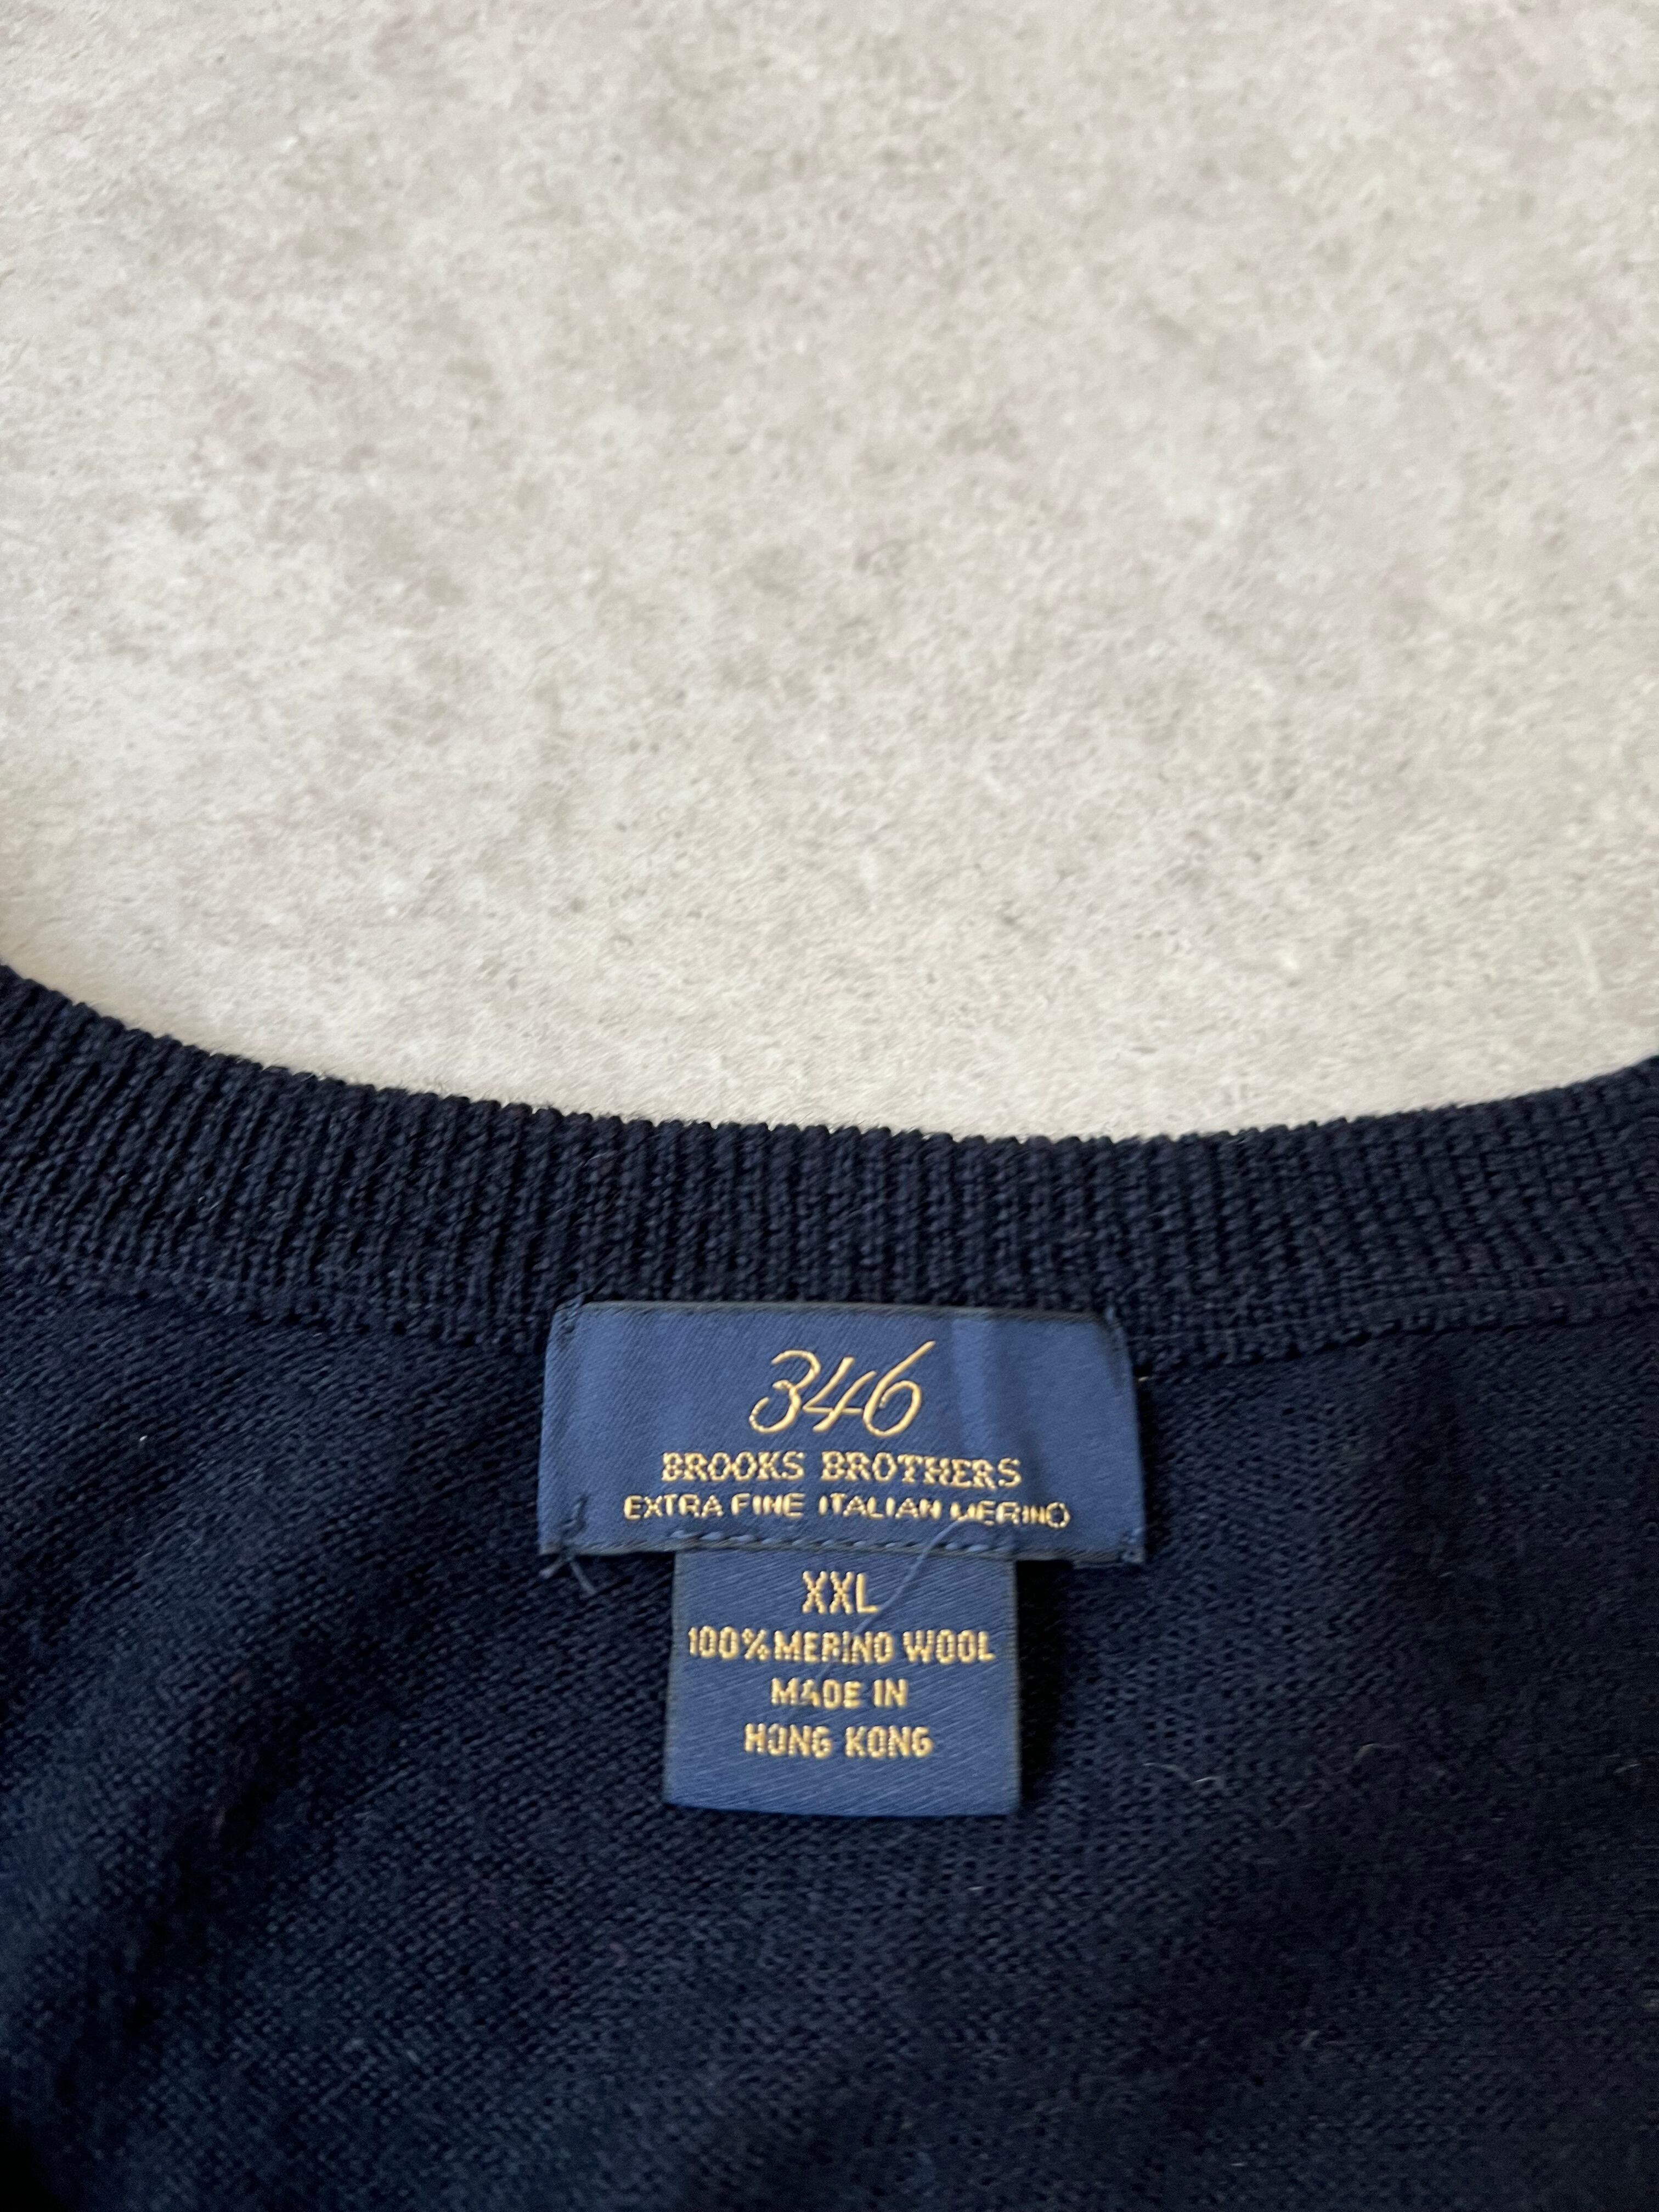 346
BROOKS BROTHERS
EXTRA FINE ITALIAN MERINO
XXL
100% MERINO WOOL
MADE IN
HONG KONG